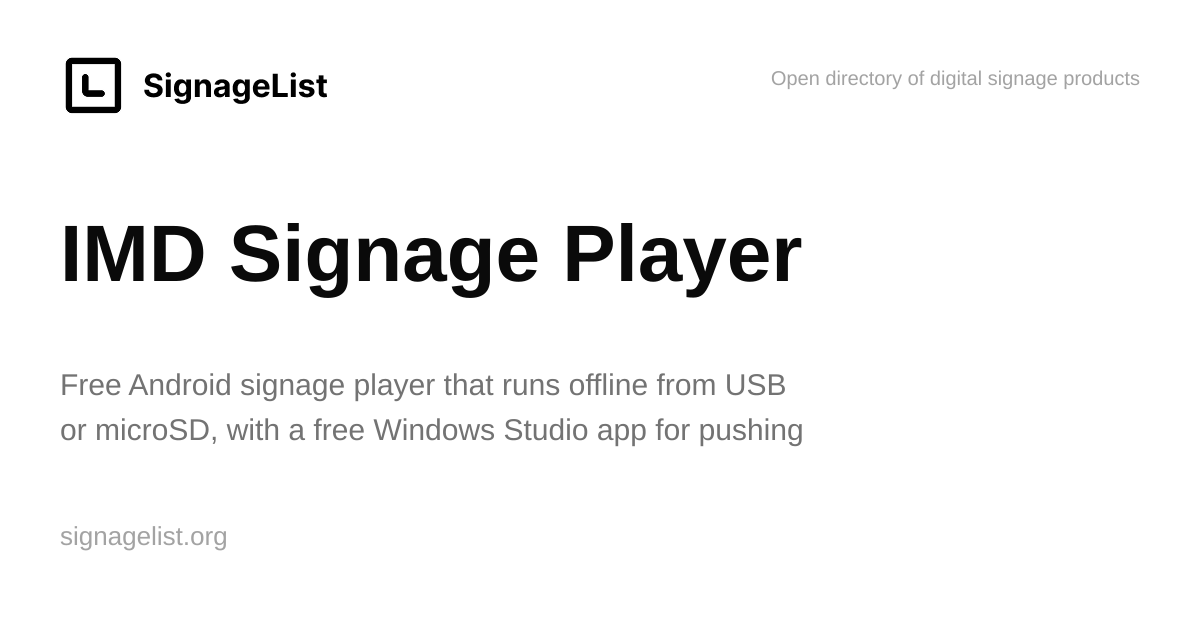 SignageList
Open directory of digital signage products
IMD Signage Player
Free Android signage player that runs offline from USB
or microSD, with a free Windows Studio app for pushing
signagelist.org